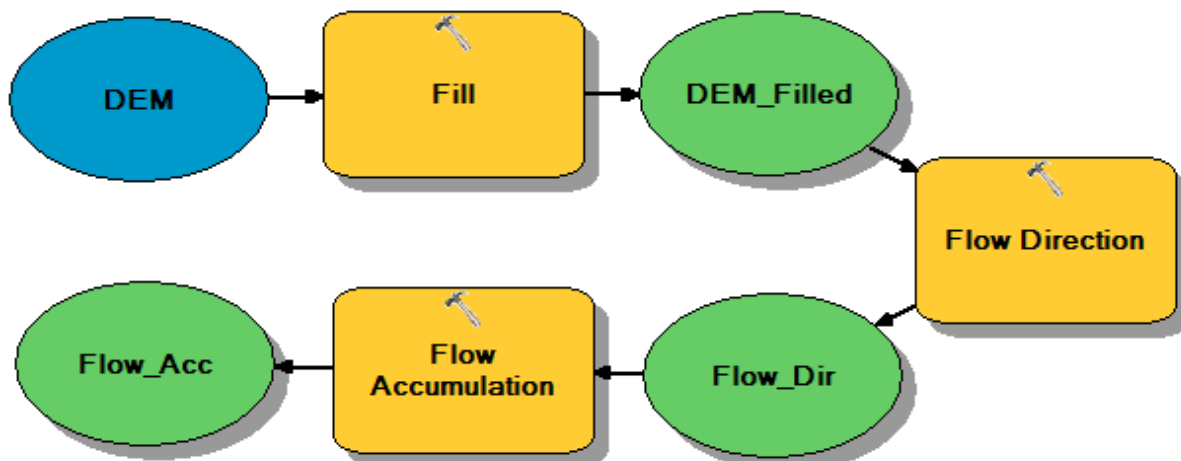 DEM
Fill
DEM_Filled
Flow Direction
Flow_Dir
Flow
Accumulation
Flow_Acc